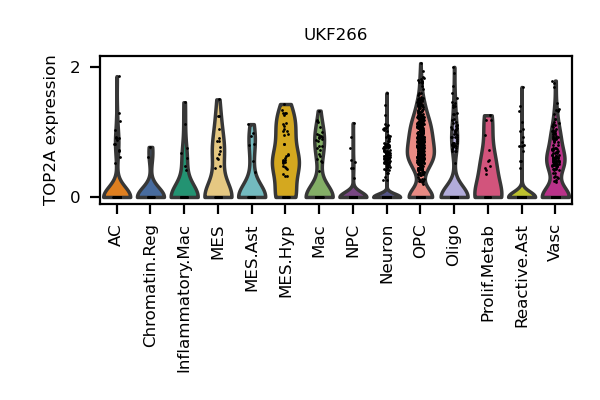 UKF266
TOP2A expression
2
0
AC
Chromatin.Reg
Inflammatory.Mac
MES
MES.Ast
MES.Hyp
Mac
NPC
Neuron
OPC
Oligo
Prolif.Metab
Reactive.Ast
Vasc